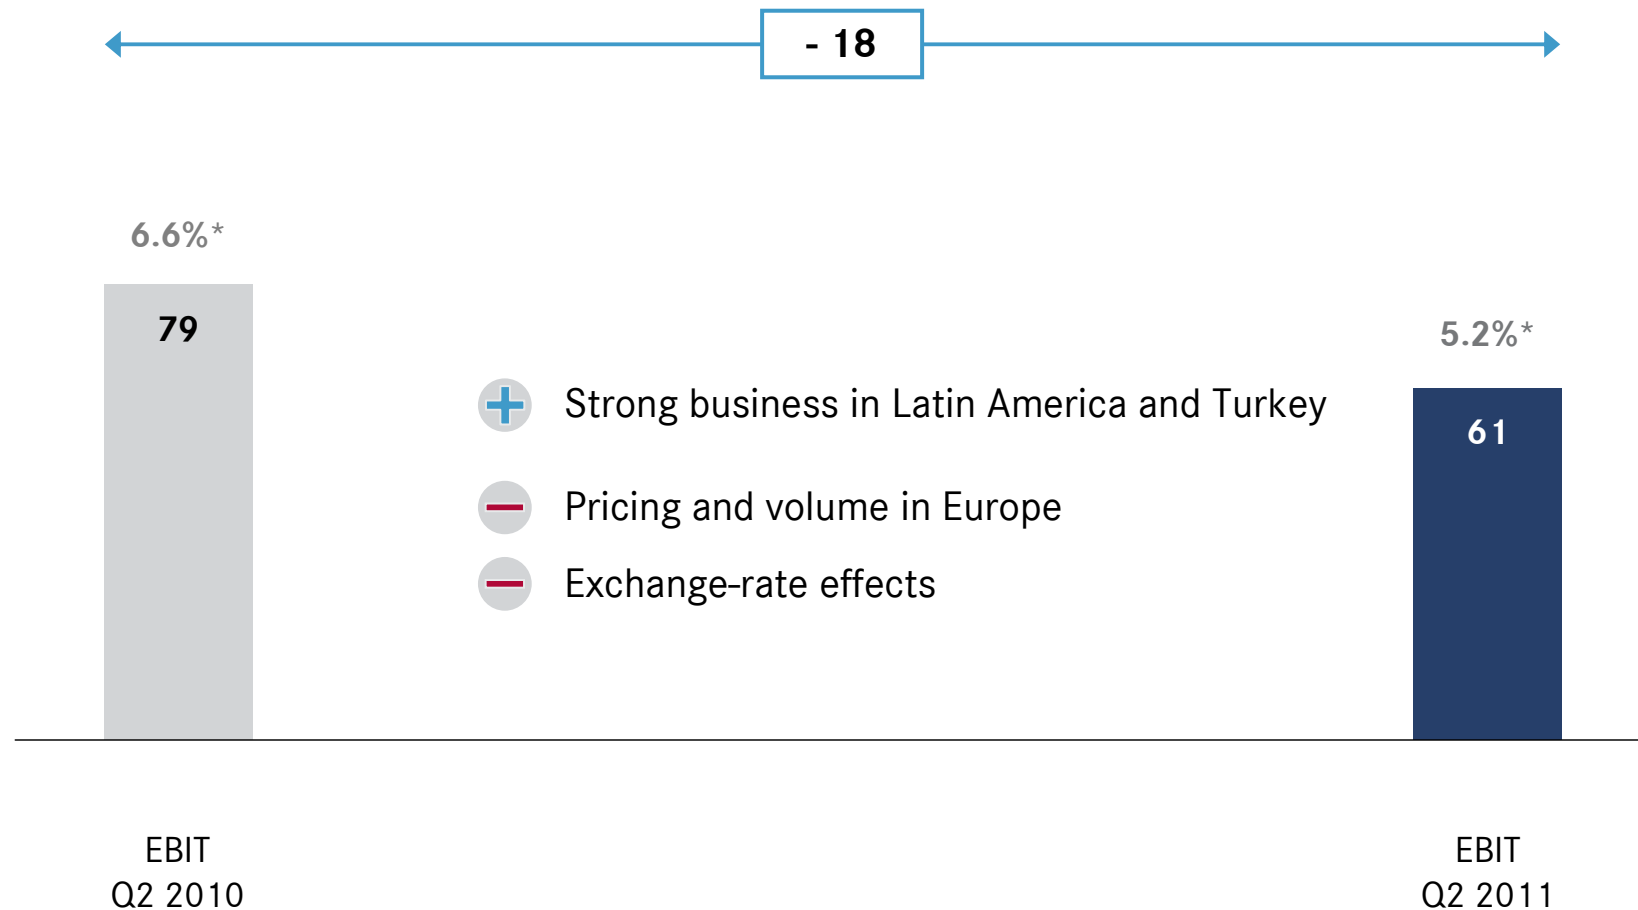 - 18
6.6%*
79
5.2%*
61
Strong business in Latin America and Turkey
Pricing and volume in Europe
Exchange-rate effects
EBIT
Q2 2010
EBIT
Q2 2011